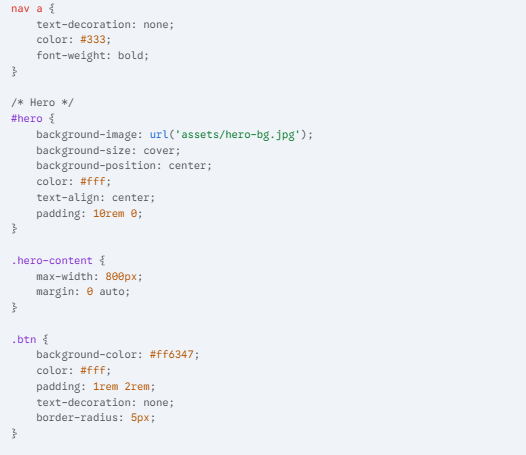 nav a {
    text-decoration: none;
    color: #333;
    font-weight: bold;
}

/* Hero */
#hero {
    background-image: url('assets/hero-bg.jpg');
    background-size: cover;
    background-position: center;
    color: #fff;
    text-align: center;
    padding: 10rem 0;
}

.hero-content {
    max-width: 800px;
    margin: 0 auto;
}

.btn {
    background-color: #ff6347;
    color: #fff;
    padding: 1rem 2rem;
    text-decoration: none;
    border-radius: 5px;
}